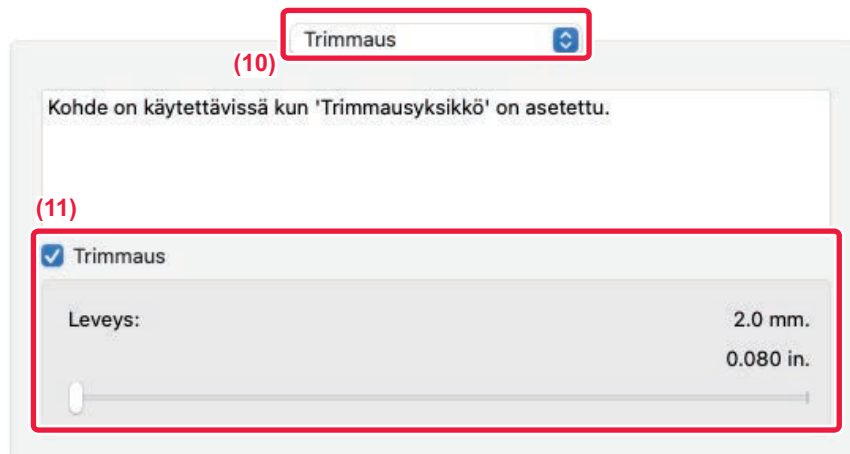 Trimmaus
(10)
Kohde on käytettävissä kun 'Trimmausyksikkö' on asetettu.
(11)
Trimmaus
Leveys: 2.0 mm.
0.080 in.